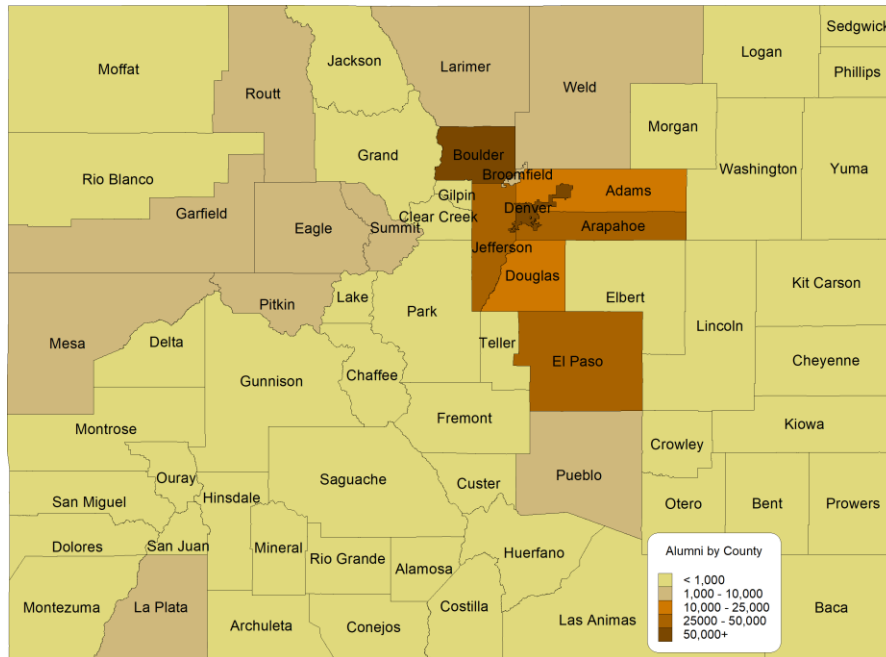 Sedgwick
Logan
Jackson
Moffat
Larimer
Phillips
Routt
Weld
Morgan
Grand
Boulder
Washington
Yuma
Rio Blanco
Broomfield
Adams
Gilpin
Garfield
Denver
Clear Creek
Eagle
Summit
Arapahoe
Jefferson
Douglas
Kit Carson
Pitkin
Lake
Elbert
Park
Lincoln
Mesa
Delta
Teller
El Paso
Cheyenne
Chaffee
Gunnison
Fremont
Kiowa
Montrose
Crowley
Ouray
Saguache
Pueblo
Custer
San Miguel
Hinsdale
Otero
Bent
Prowers
Dolores
San Juan
Mineral
Rio Grande
Huerfano
Alamosa
Montezuma
La Plata
Costilla
Las Animas
Baca
Archuleta
Conejos
Alumni by County
< 1,000
1,000 - 10,000
10,000 - 25,000
25000 - 50,000
50,000+